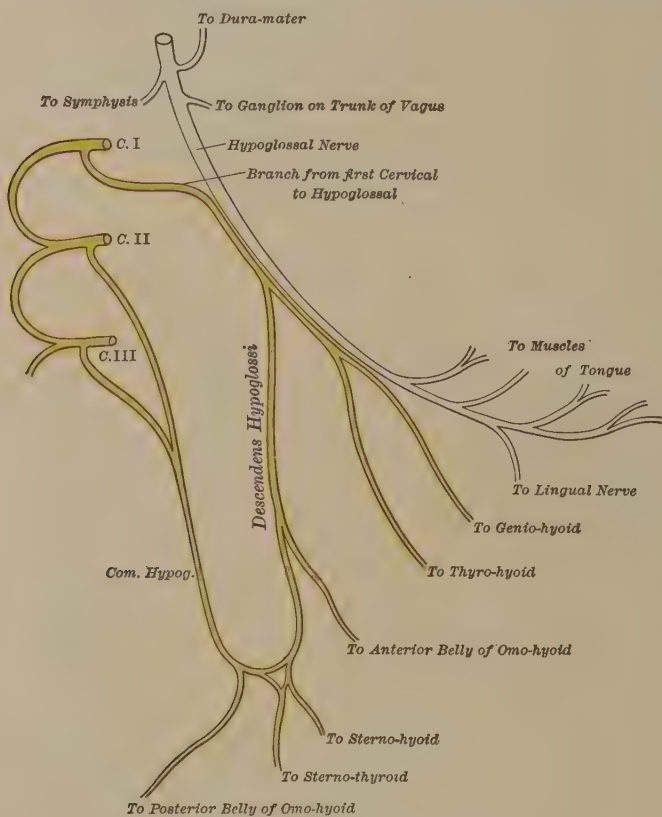 To Dura-mater
To Symphysis
To Ganglion on Trunk of Vagus
Hypoglossal Nerve
C. I
Branch from first Cervical
to Hypoglossal
C. II
C. III
To Muscles
of Tongue
Descendens Hypoglossi
To Lingual Nerve
To Genio-hyoid
Com. Hypog.
To Thyro-hyoid
To Anterior Belly of Omo-hyoid
To Sterno-hyoid
To Sterno-thyroid
To Posterior Belly of Omo-hyoid